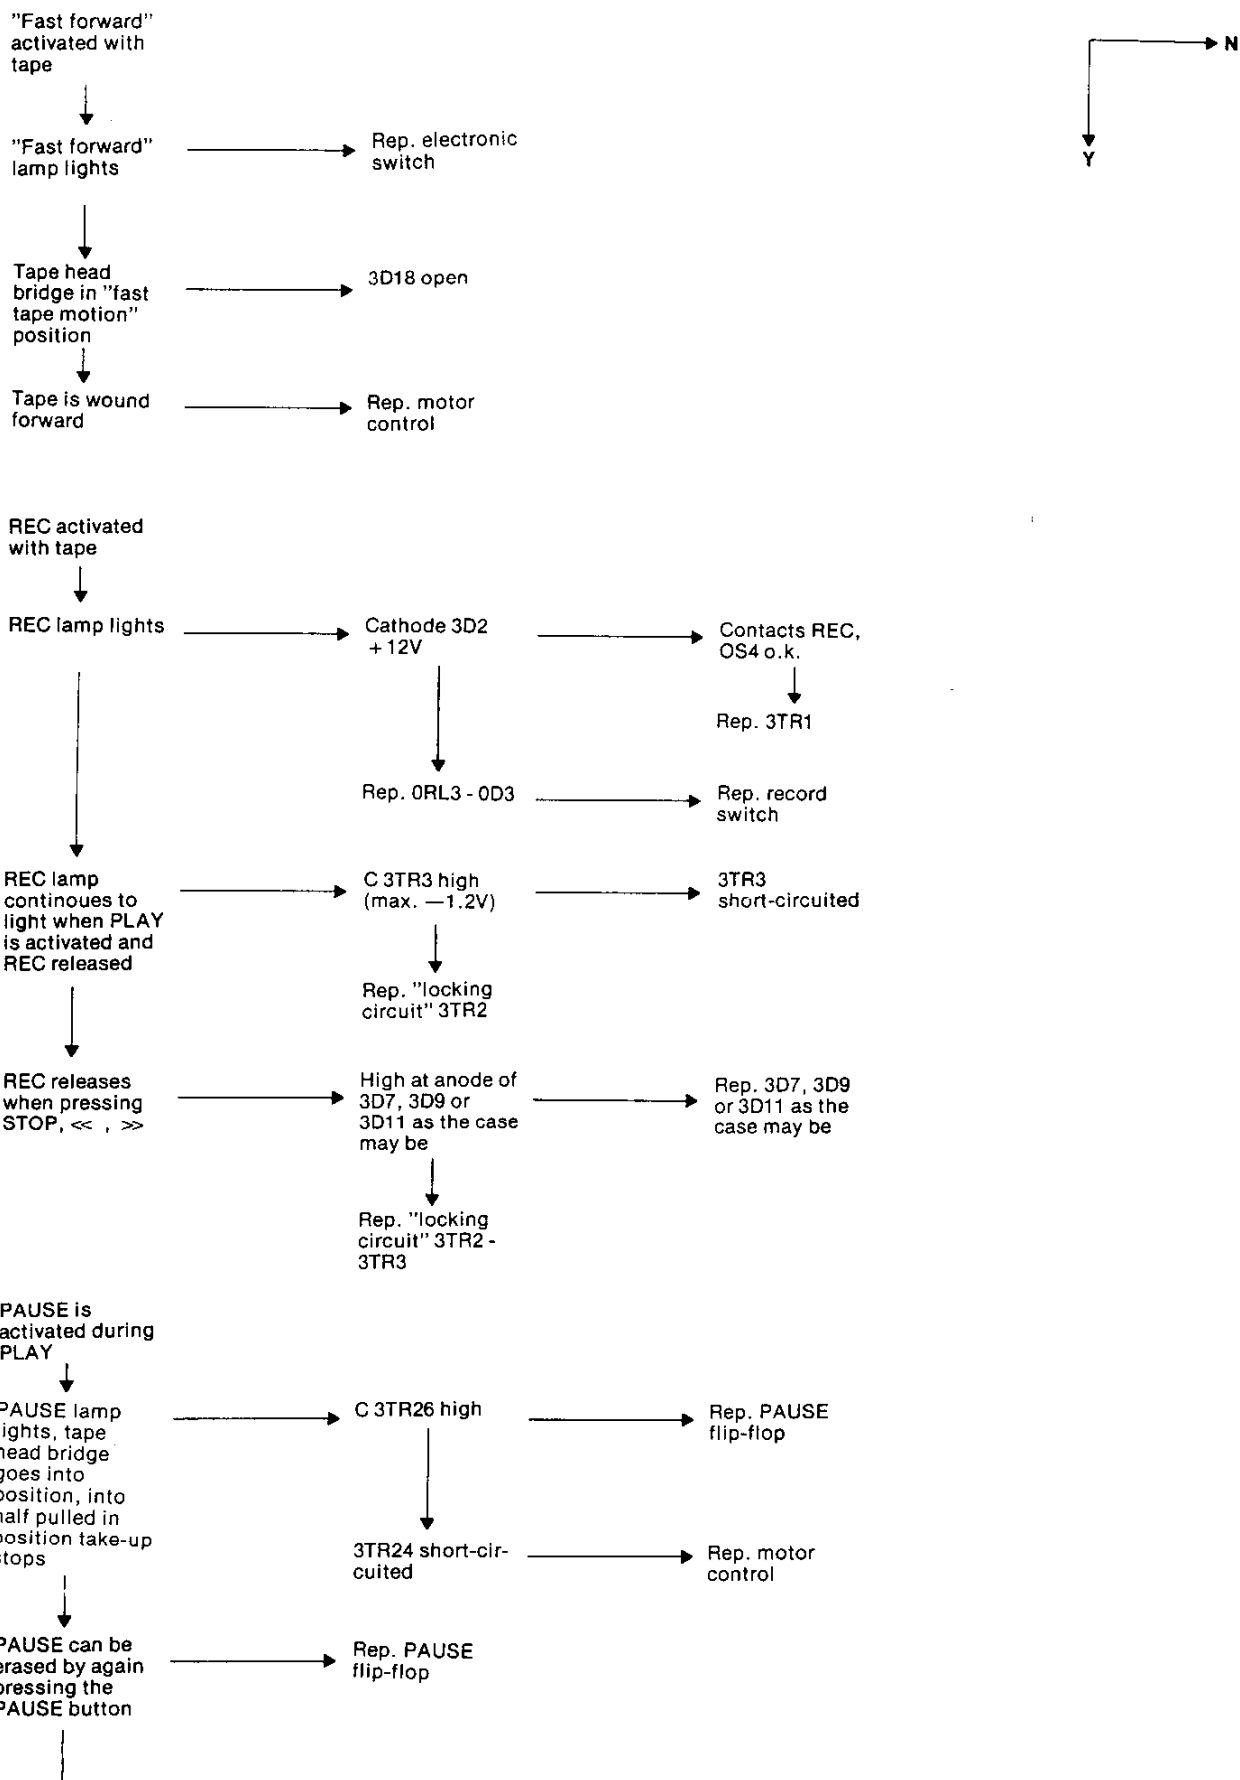 "Fast forward"
activated with
tape
N
Y
"Fast forward"
lamp lights
Rep. electronic
switch
Tape head
bridge in "fast
tape motion"
position
3D18 open
Tape is wound
forward
Rep. motor
control
REC activated
with tape
REC lamp lights
Cathode 3D2
+12V
Contacts REC,
OS4 o.k.
Rep. 3TR1
Rep. 0RL3 - 0D3
Rep. record
switch
REC lamp
continoues to
light when PLAY
is activated and
REC released
C 3TR3 high
(max. —1.2V)
3TR3
short-circuited
Rep. "locking
circuit" 3TR2
REC releases
when pressing
STOP, << , >>
High at anode of
3D7, 3D9 or
3D11 as the case
may be
Rep. 3D7, 3D9
or 3D11 as the
case may be
Rep. "locking
circuit" 3TR2 -
3TR3
PAUSE is
activated during
PLAY
PAUSE lamp
lights, tape
head bridge
goes into
position, into
half pulled in
position take-up
stops
C 3TR26 high
Rep. PAUSE
flip-flop
3TR24 short-cir-
cuited
Rep. motor
control
PAUSE can be
erased by again
pressing the
PAUSE button
Rep. PAUSE
flip-flop